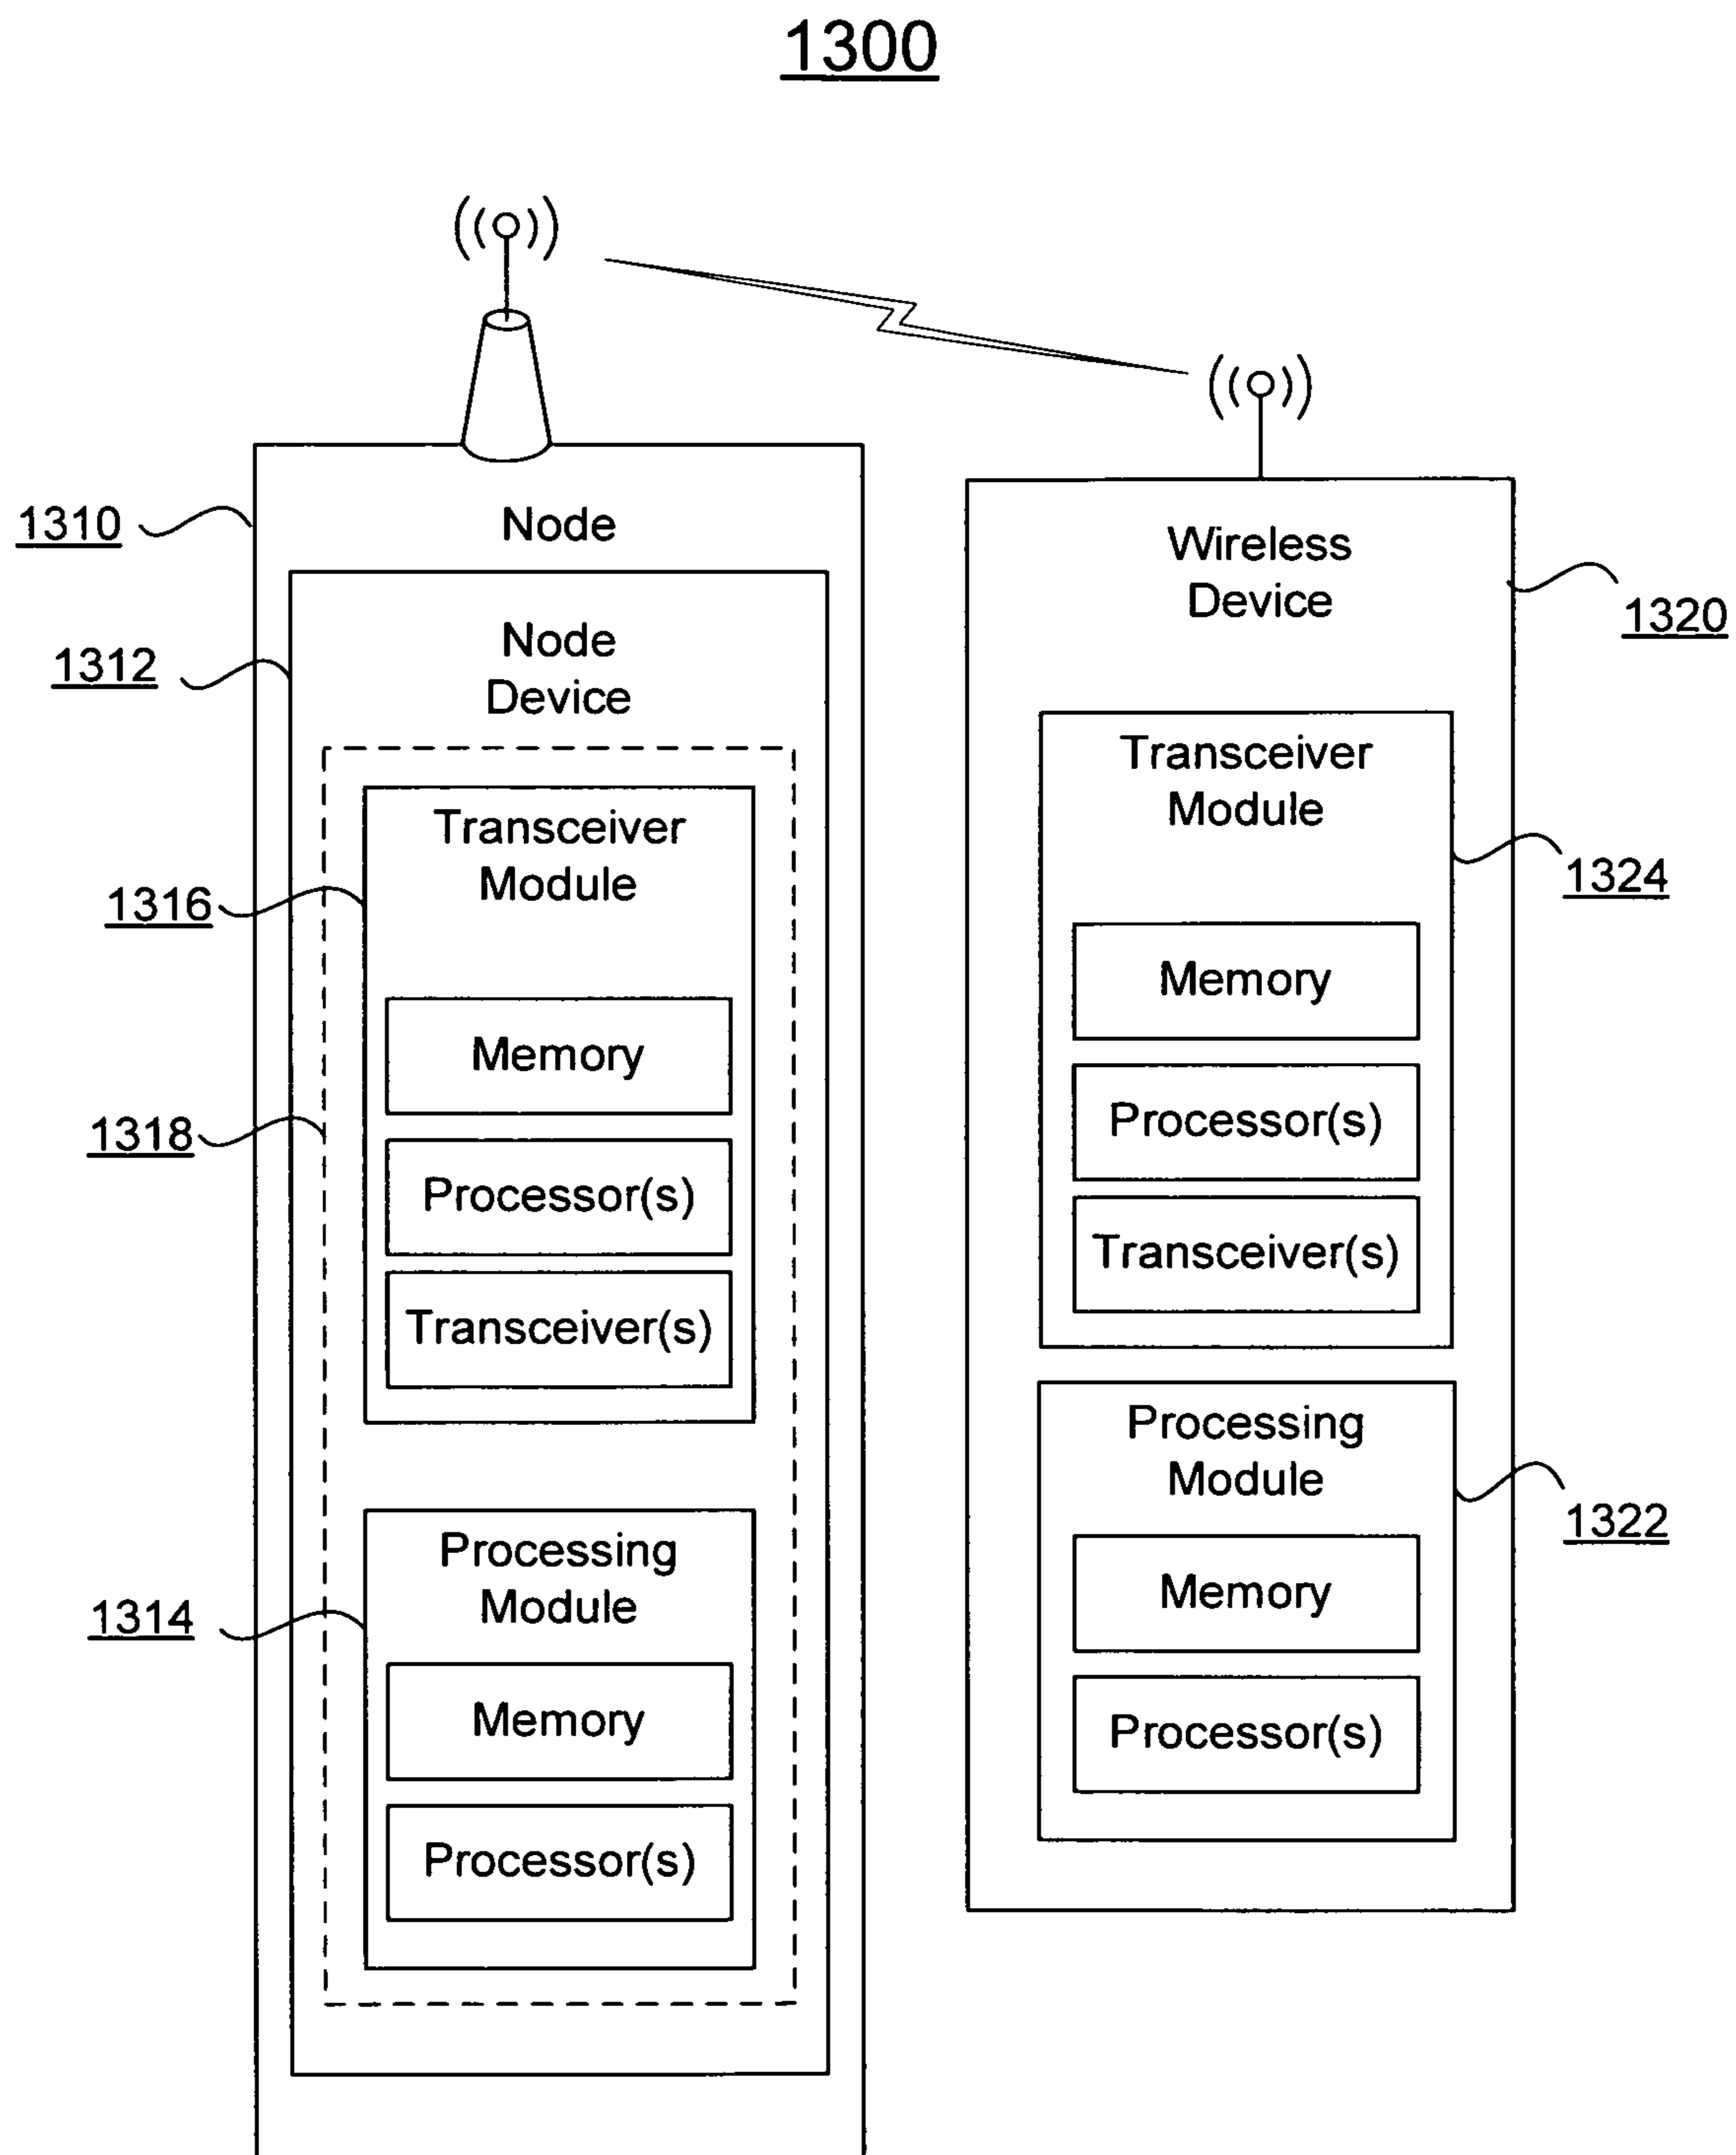 1300
1310
Node
1312
Node
Device
1316
Transceiver
Module
Memory
1318
Processor(s)
Transceiver(s)
1314
Processing
Module
Memory
Processor(s)
Wireless
Device
1320
Transceiver
Module
1324
Memory
Processor(s)
Transceiver(s)
Processing
Module
1322
Memory
Processor(s)